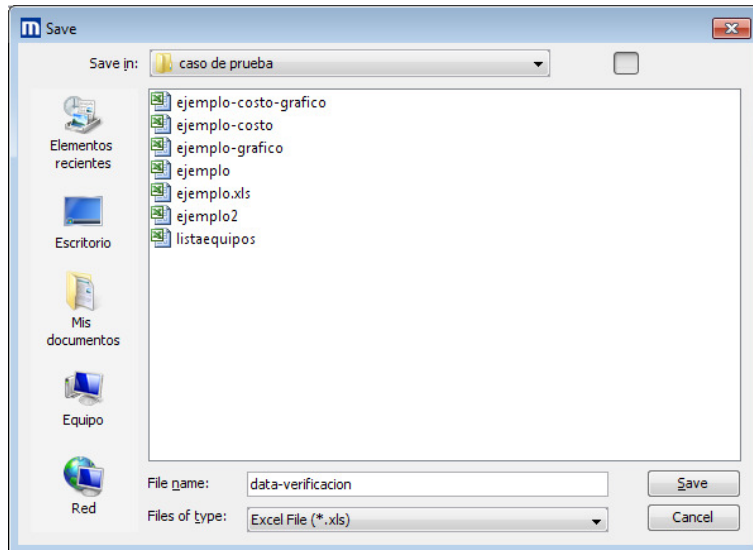 m Save
Save in:
caso de prueba
Elementos
recientes
Escritorio
Mis
documentos
Equipo
Red
ejemplo-costo-grafico
ejemplo-costo
ejemplo-grafico
ejemplo
ejemplo.xls
ejemplo2
listaequipos
File name:
data-verificacion
Save
Files of type:
Excel File (*.xls)
Cancel